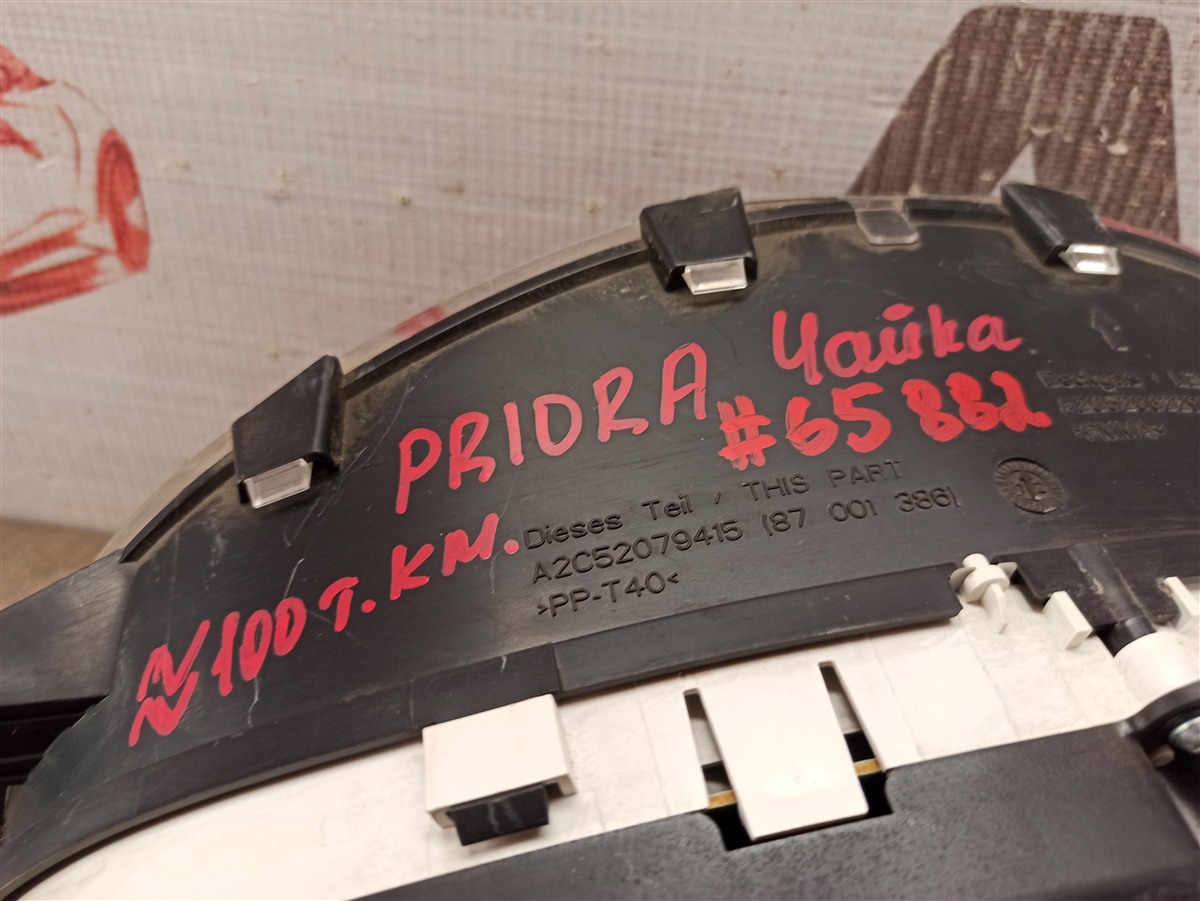 PRIORA Чайка
#65882
≈100 т.км.
Dieses Teil / THIS PART
A2C52079415 (87 001 386)
>PP-T40<